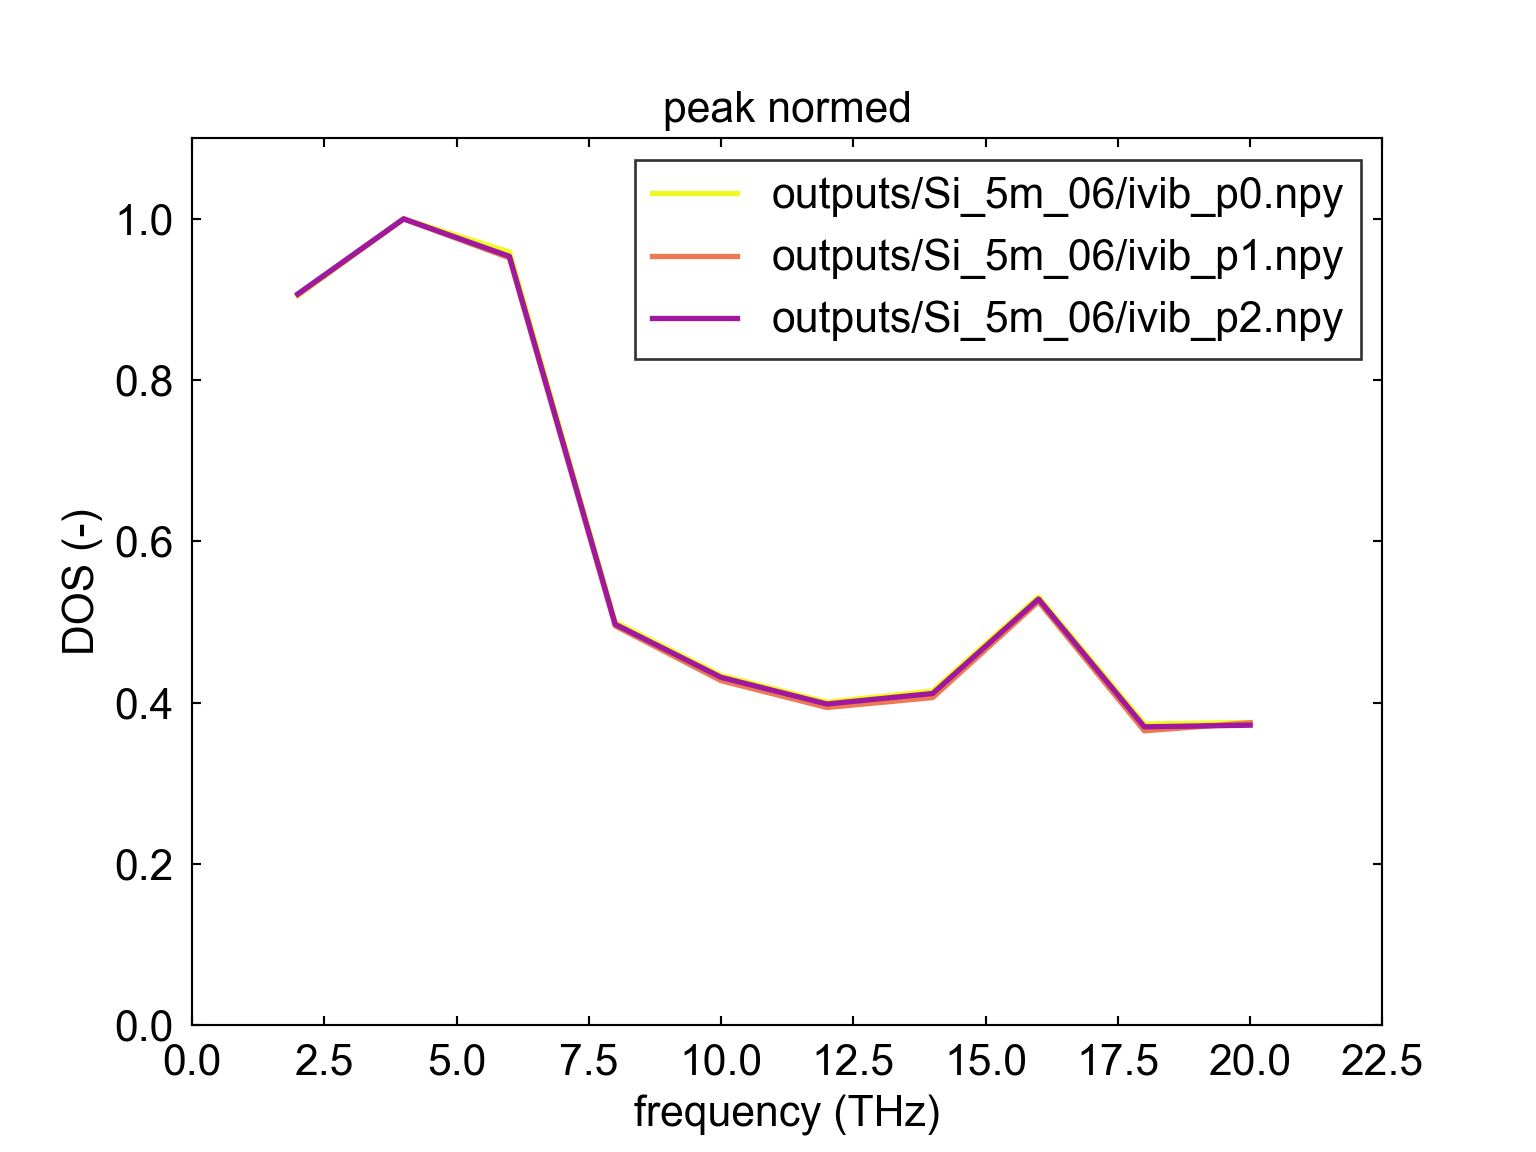 peak normed
outputs/Si_5m_06/ivib_p0.npy
outputs/Si_5m_06/ivib_p1.npy
outputs/Si_5m_06/ivib_p2.npy
DOS (-)
1.0
0.8
0.6
0.4
0.2
0.0
0.0 2.5 5.0 7.5 10.0 12.5 15.0 17.5 20.0 22.5
frequency (THz)